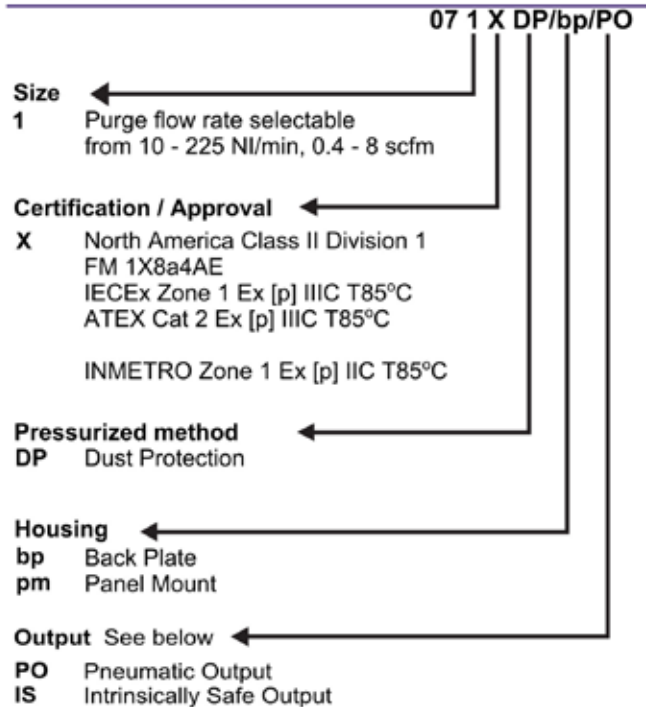 07 1 X DP/bp/PO
Size
1 Purge flow rate selectable
from 10 - 225 Nl/min, 0.4 - 8 scfm
Certification / Approval
X North America Class II Division 1
FM 1X8a4AE
IECEx Zone 1 Ex [p] IIIC T85ºC
ATEX Cat 2 Ex [p] IIIC T85ºC
INMETRO Zone 1 Ex [p] IIC T85ºC
Pressurized method
DP Dust Protection
Housing
bp Back Plate
pm Panel Mount
Output See below
PO Pneumatic Output
IS Intrinsically Safe Output